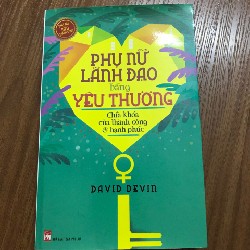 PHỤ NỮ
LÃNH ĐẠO
bằng
YÊU THƯƠNG
Chìa khóa
của thành công
& hạnh phúc
DAVID DEVIN